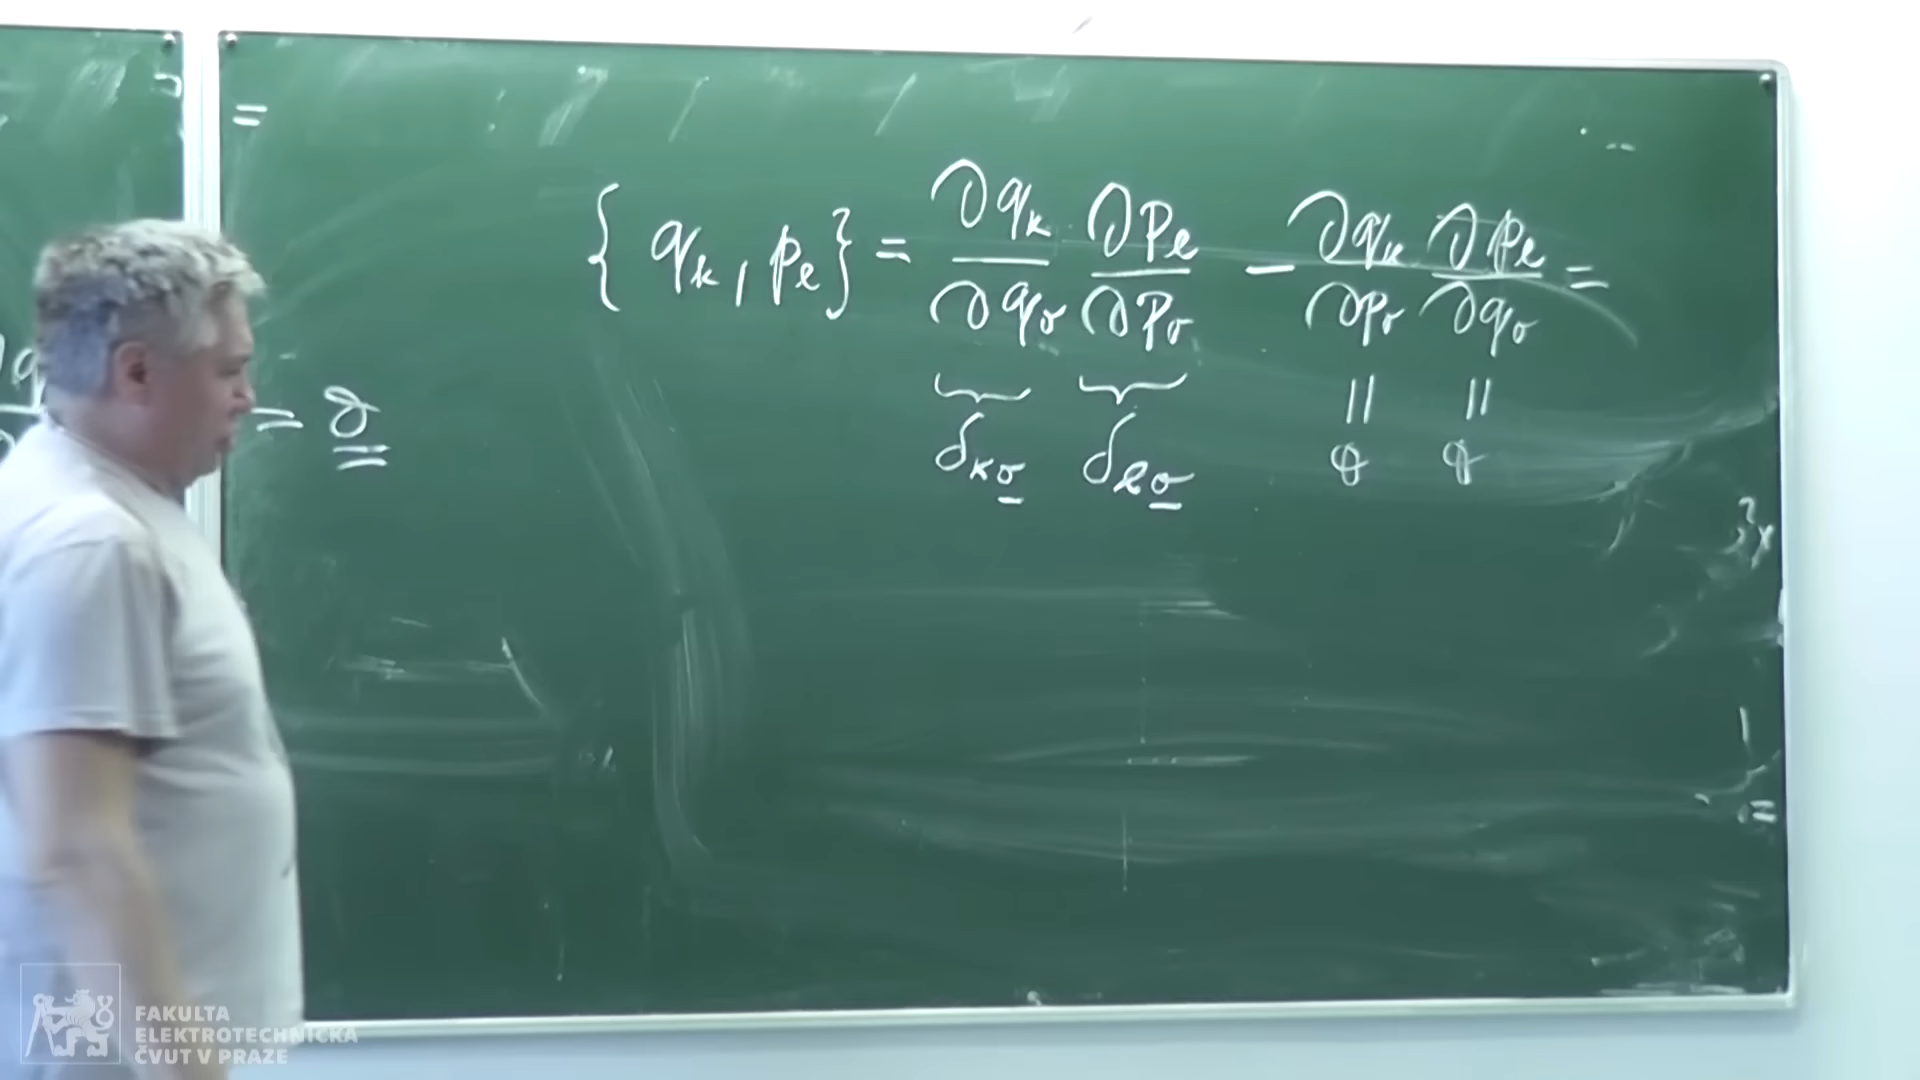 =
{ q_k , p_ℓ } = ∂q_k/∂q_σ ∂p_ℓ/∂p_σ − ∂q_k/∂p_σ ∂p_ℓ/∂q_σ =
= 0
δ_kσ δ_ℓσ 0 0
=
FAKULTA
ELEKTROTECHNICKÁ
ČVUT V PRAZE